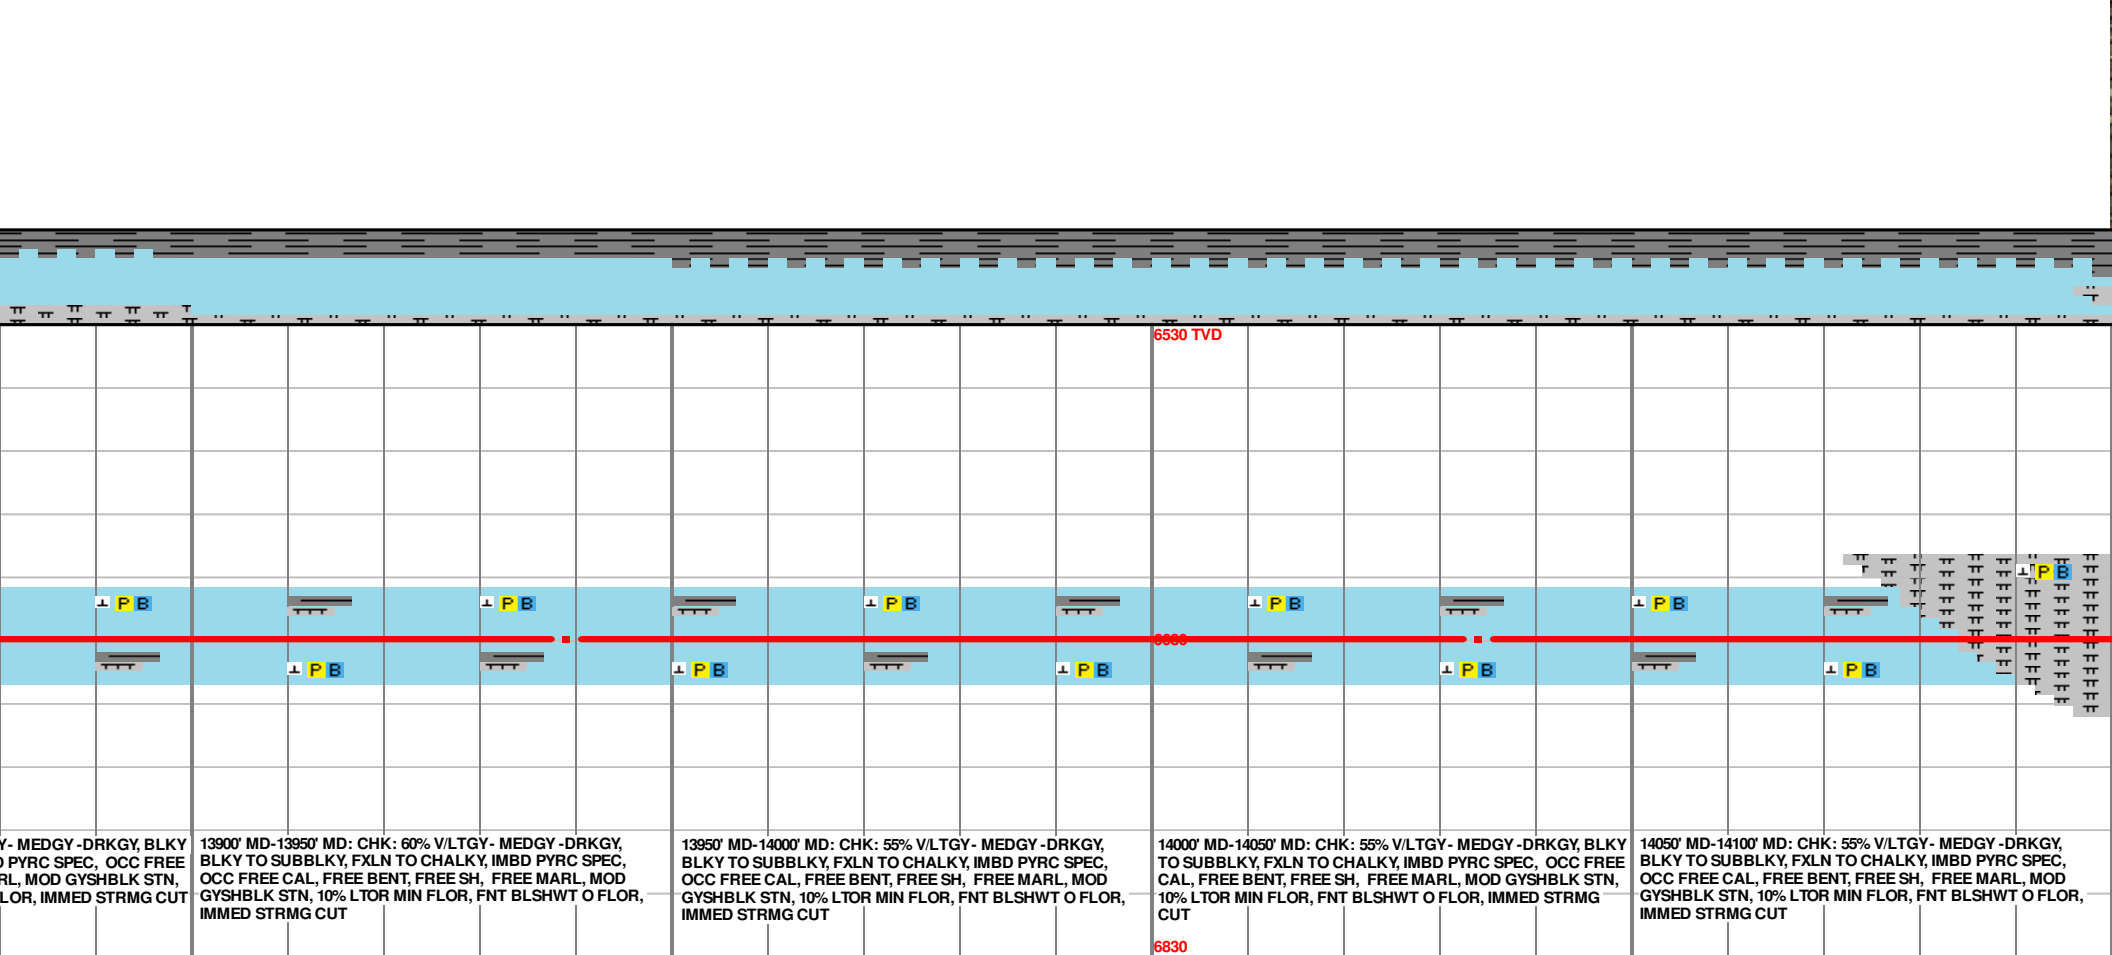 6530 TVD
P B
P B
P B
P B
P B
P B
6680
P B
P B
P B
P B
P B
Y- MEDGY -DRKGY, BLKY
PYRC SPEC, OCC FREE
RL, MOD GYSHBLK STN,
LOR, IMMED STRMG CUT
13900' MD-13950' MD: CHK: 60% V/LTGY- MEDGY -DRKGY,
BLKY TO SUBBLKY, FXLN TO CHALKY, IMBD PYRC SPEC,
OCC FREE CAL, FREE BENT, FREE SH, FREE MARL, MOD
GYSHBLK STN, 10% LTOR MIN FLOR, FNT BLSHWT O FLOR,
IMMED STRMG CUT
13950' MD-14000' MD: CHK: 55% V/LTGY- MEDGY -DRKGY,
BLKY TO SUBBLKY, FXLN TO CHALKY, IMBD PYRC SPEC,
OCC FREE CAL, FREE BENT, FREE SH, FREE MARL, MOD
GYSHBLK STN, 10% LTOR MIN FLOR, FNT BLSHWT O FLOR,
IMMED STRMG CUT
14000' MD-14050' MD: CHK: 55% V/LTGY- MEDGY -DRKGY, BLKY
TO SUBBLKY, FXLN TO CHALKY, IMBD PYRC SPEC, OCC FREE
CAL, FREE BENT, FREE SH, FREE MARL, MOD GYSHBLK STN,
10% LTOR MIN FLOR, FNT BLSHWT O FLOR, IMMED STRMG
CUT
14050' MD-14100' MD: CHK: 55% V/LTGY- MEDGY -DRKGY,
BLKY TO SUBBLKY, FXLN TO CHALKY, IMBD PYRC SPEC,
OCC FREE CAL, FREE BENT, FREE SH, FREE MARL, MOD
GYSHBLK STN, 10% LTOR MIN FLOR, FNT BLSHWT O FLOR,
IMMED STRMG CUT
6830